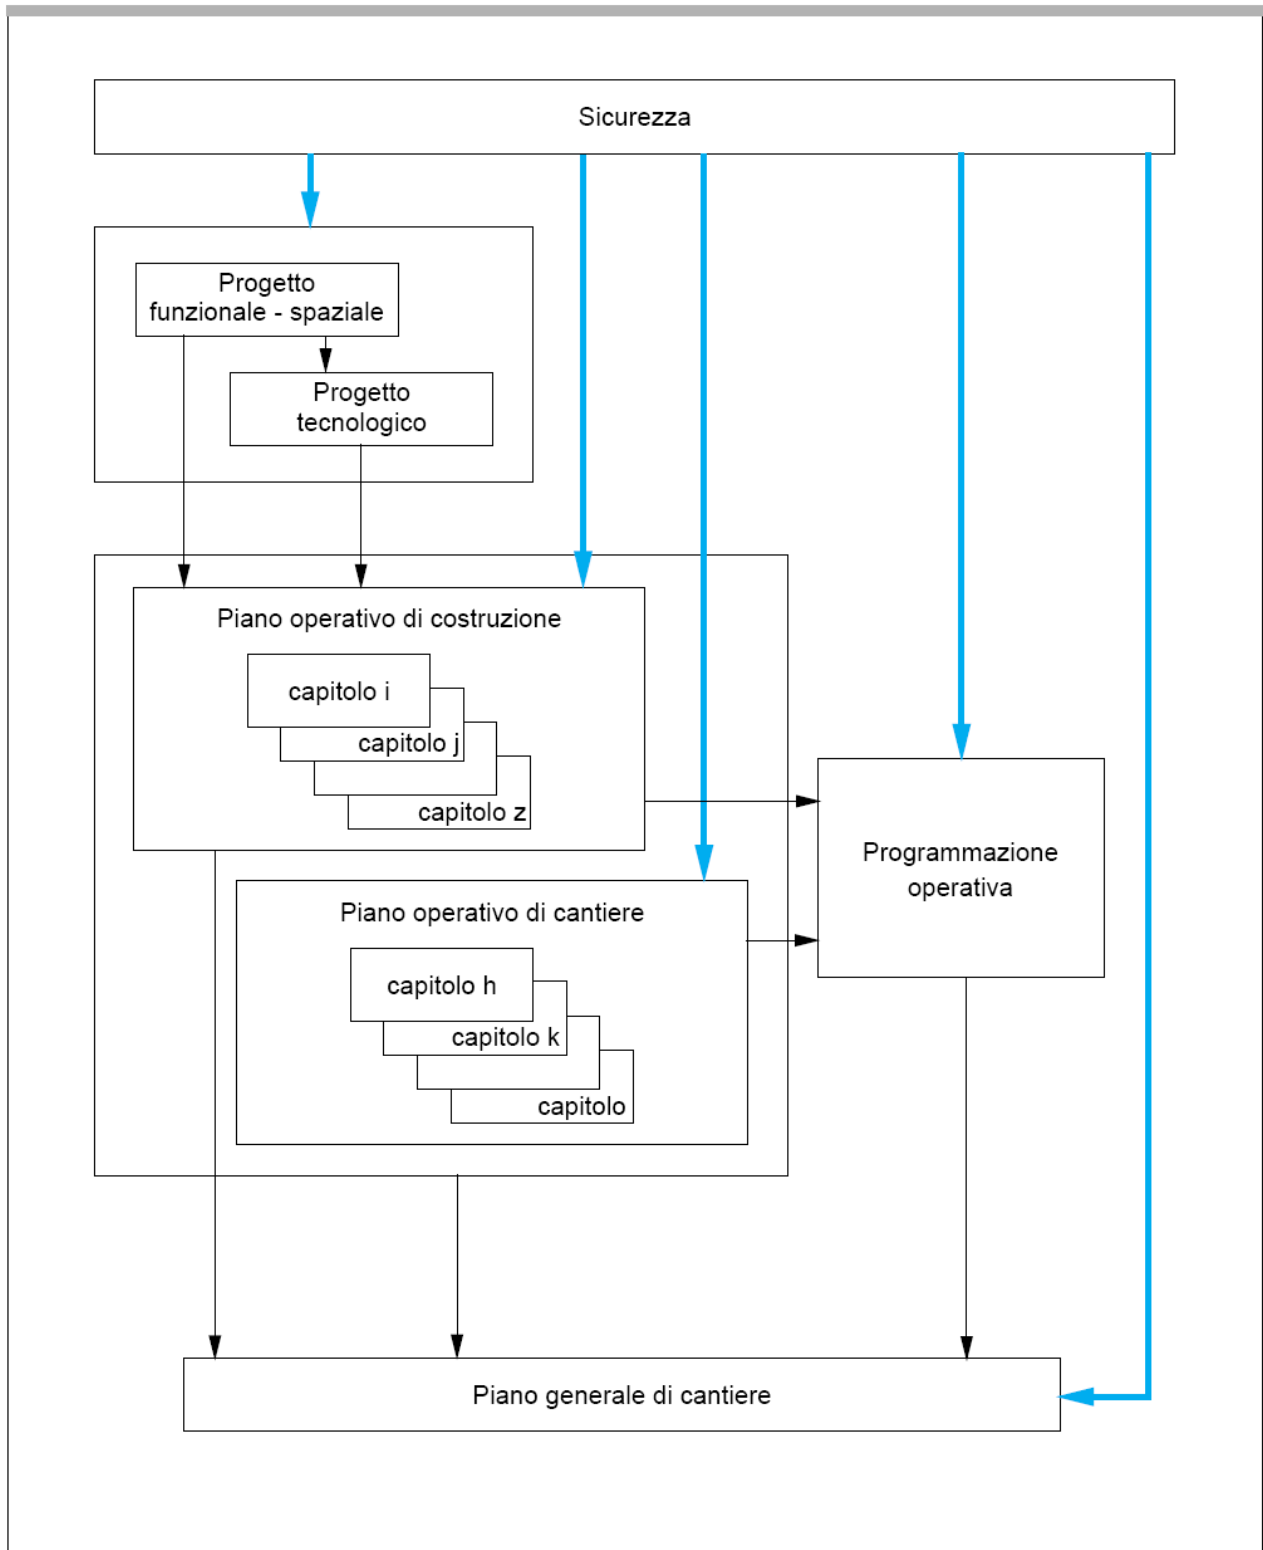 Sicurezza
Progetto
funzionale - spaziale
Progetto
tecnologico
Piano operativo di costruzione
capitolo i
capitolo j
capitolo z
Programmazione
operativa
Piano operativo di cantiere
capitolo h
capitolo k
capitolo
Piano generale di cantiere